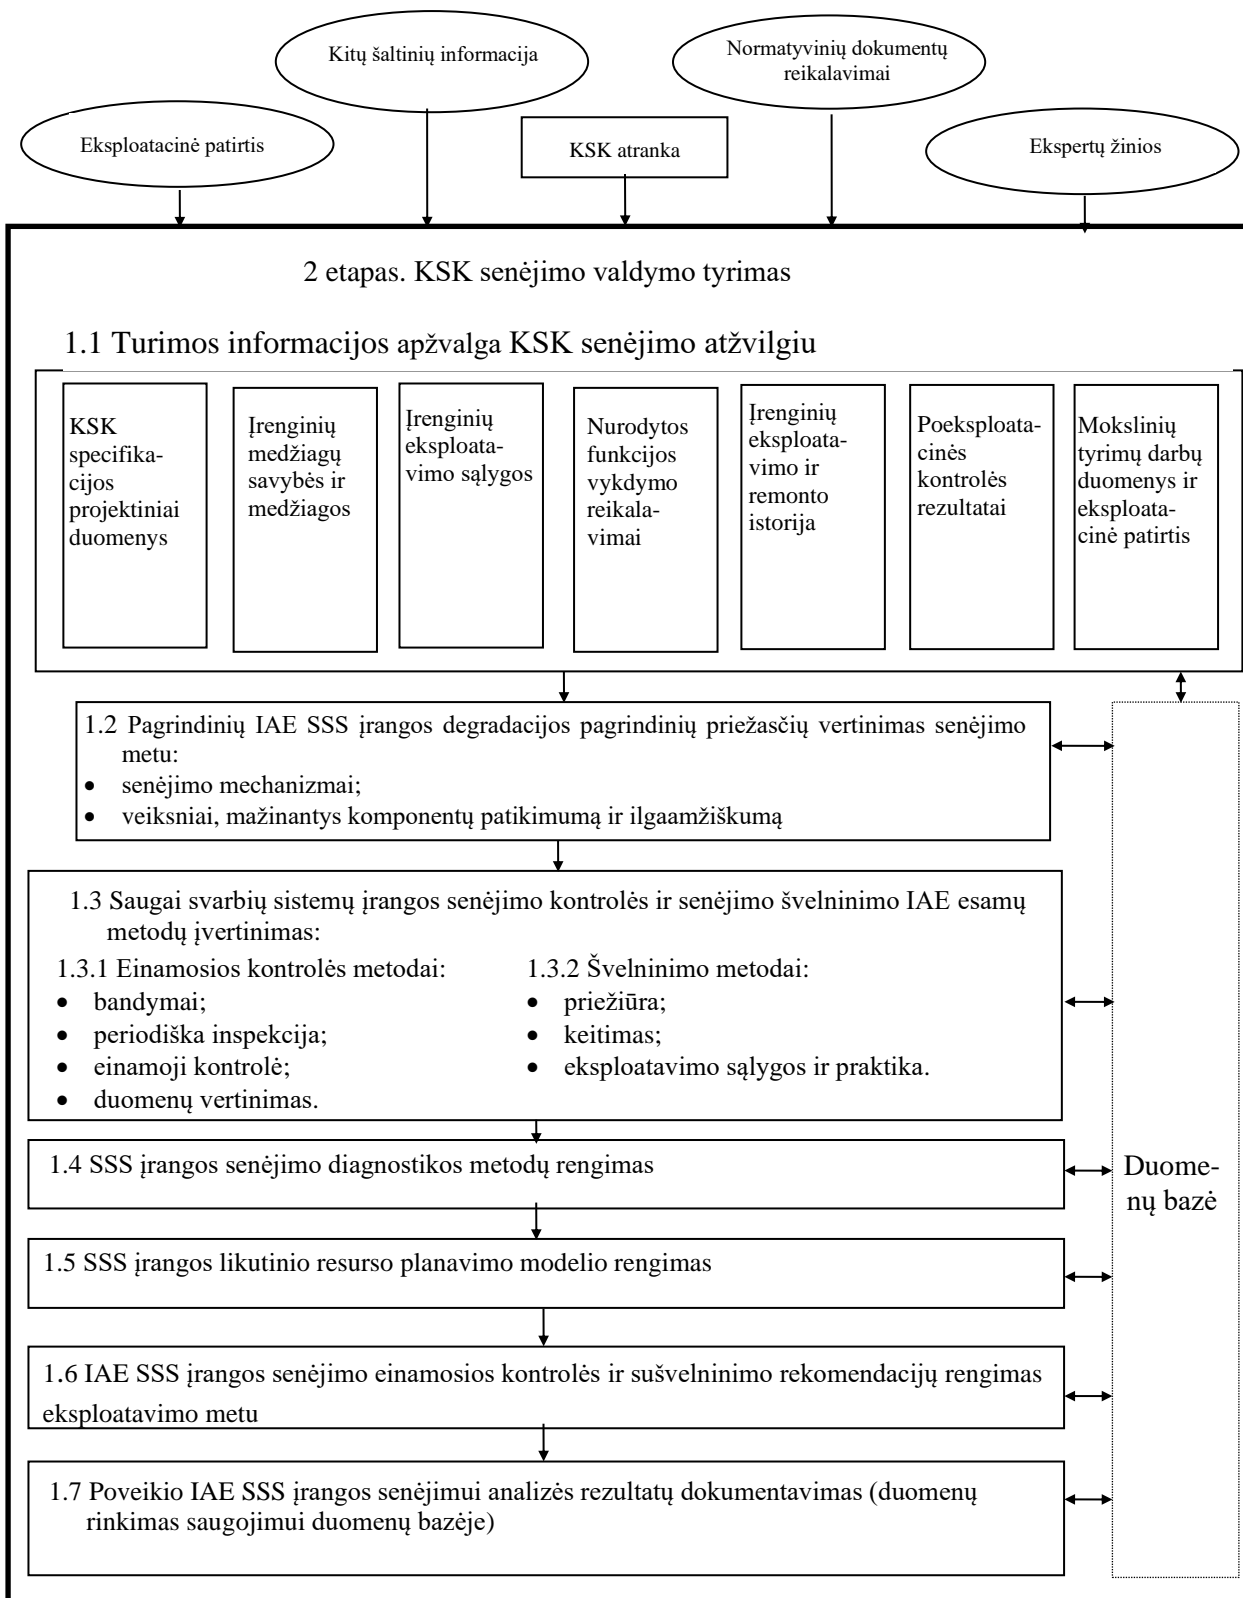 Kitų šaltinių informacija
Normatyvinių dokumentų
reikalavimai
Eksploatacinė patirtis
KSK atranka
Ekspertų žinios
2 etapas. KSK senėjimo valdymo tyrimas
1.1 Turimos informacijos apžvalga KSK senėjimo atžvilgiu
KSK
specifika-
cijos
projektiniai
duomenys
Įrenginių
medžiagų
savybės ir
medžiagos
Įrenginių
eksploata-
vimo sąlygos
Nurodytos
funkcijos
vykdymo
reikala-
vimai
Įrenginių
eksploata-
vimo ir
remonto
istorija
Poeksploata-
cinės
kontrolės
rezultatai
Mokslinių
tyrimų darbų
duomenys ir
eksploata-
cinė patirtis
1.2 Pagrindinių IAE SSS įrangos degradacijos pagrindinių priežasčių vertinimas senėjimo
metu:
• senėjimo mechanizmai;
• veiksniai, mažinantys komponentų patikimumą ir ilgaamžiškumą
1.3 Saugai svarbių sistemų įrangos senėjimo kontrolės ir senėjimo švelninimo IAE esamų
metodų įvertinimas:
1.3.1 Einamosios kontrolės metodai:
• bandymai;
• periodiška inspekcija;
• einamoji kontrolė;
• duomenų vertinimas.
1.3.2 Švelninimo metodai:
• priežiūra;
• keitimas;
• eksploatavimo sąlygos ir praktika.
1.4 SSS įrangos senėjimo diagnostikos metodų rengimas
Duome-
nų bazė
1.5 SSS įrangos likutinio resurso planavimo modelio rengimas
1.6 IAE SSS įrangos senėjimo einamosios kontrolės ir sušvelninimo rekomendacijų rengimas
eksploatavimo metu
1.7 Poveikio IAE SSS įrangos senėjimui analizės rezultatų dokumentavimas (duomenų
rinkimas saugojimui duomenų bazėje)